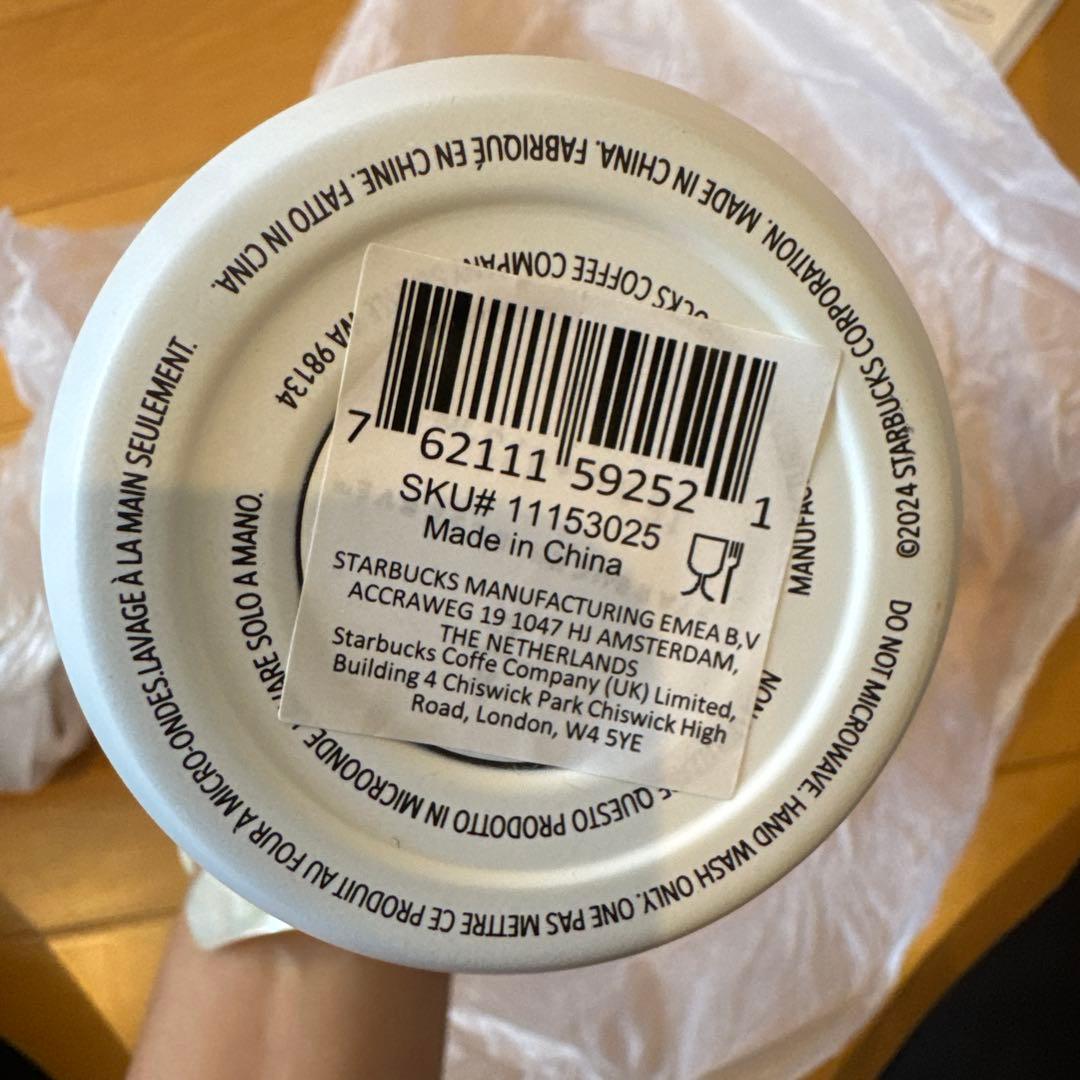 7 62111 59252 1
SKU# 11153025
Made in China
STARBUCKS MANUFACTURING EMEA B,V
ACCRAWEG 19 1047 HJ AMSTERDAM,
THE NETHERLANDS
Starbucks Coffe Company (UK) Limited,
Building 4 Chiswick Park Chiswick High
Road, London, W4 5YE
©2024 STARBUCKS CORPORATION. MADE IN CHINA. FABRIQUÉ EN CHINE. FATTO IN CINA.
DO NOT MICROWAVE. HAND WASH ONLY. ONE PAS METTRE CE PRODUIT AU FOUR À MICRO-ONDES.LAVAGE À LA MAIN SEULEMENT.
COFFEE
WA 98134
NON
QUESTO PRODOTTO IN MICROONDE
SOLO A MANO.